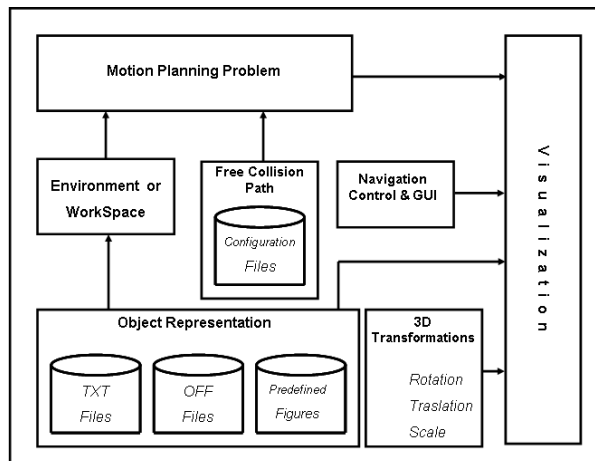 Motion Planning Problem
Environment or
WorkSpace
Free Collision
Path
Configuration
Files
Navigation
Control & GUI
Visualization
Object Representation
TXT
Files
OFF
Files
Predefined
Figures
3D
Transformations
Rotation
Traslation
Scale